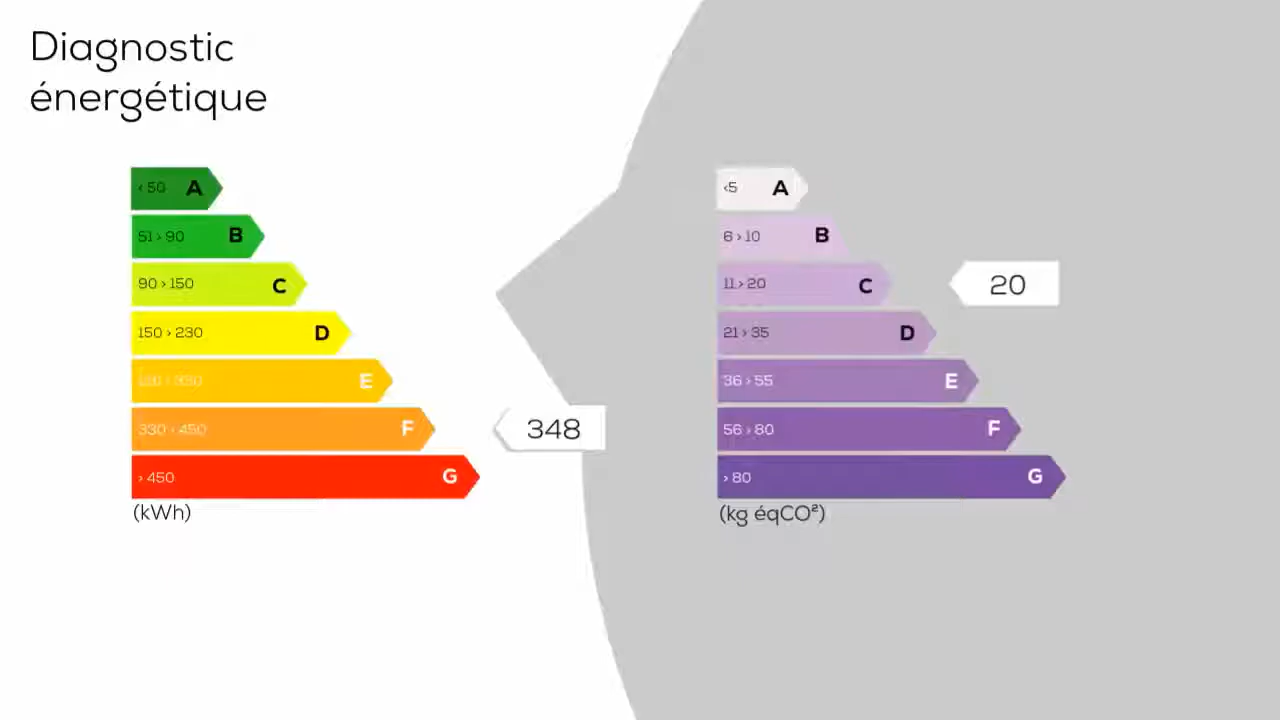 Diagnostic
énergétique
< 50 A
51 > 90 B
90 > 150 C
150 > 230 D
E
330 > 450 F
> 450 G
(kWh)
348
<5 A
6 > 10 B
11 > 20 C
21 > 35 D
36 > 55 E
56 > 80 F
> 80 G
(kg éqCO²)
20